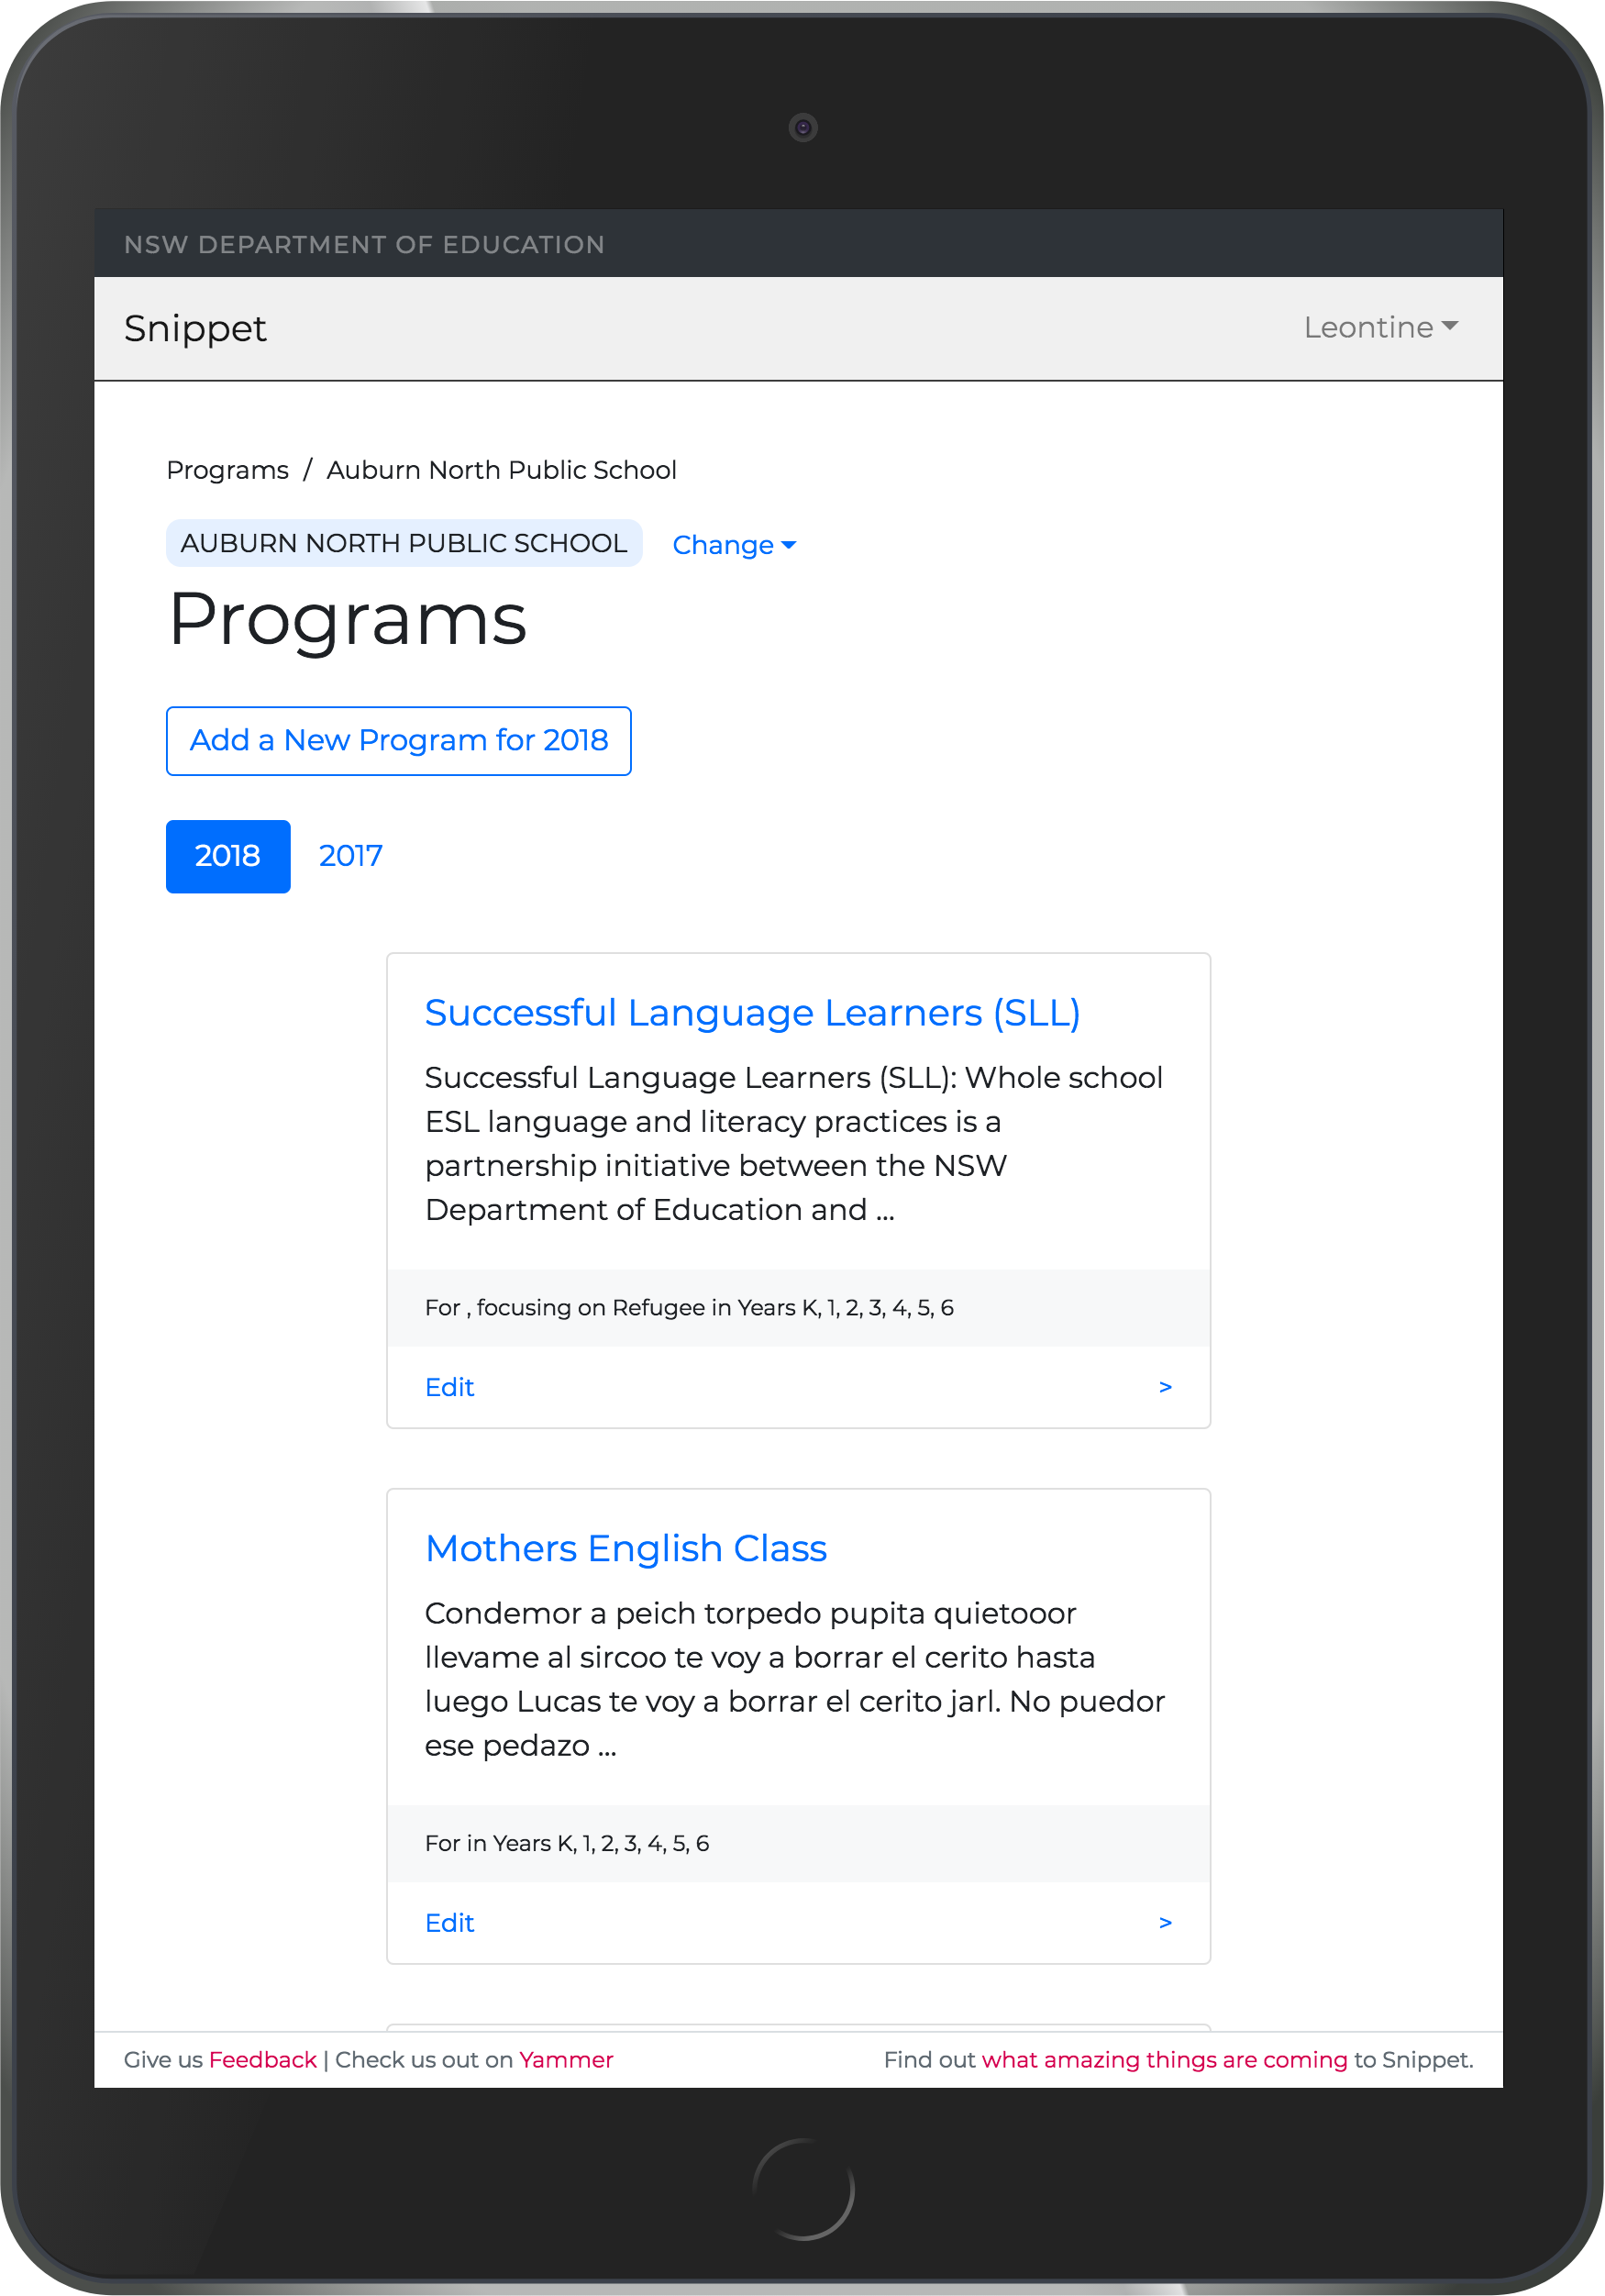 NSW DEPARTMENT OF EDUCATION
Snippet
Leontine
Programs / Auburn North Public School
AUBURN NORTH PUBLIC SCHOOL
Change
Programs
Add a New Program for 2018
2018
2017
Successful Language Learners (SLL)
Successful Language Learners (SLL): Whole school
ESL language and literacy practices is a
partnership initiative between the NSW
Department of Education and ...
For , focusing on Refugee in Years K, 1, 2, 3, 4, 5, 6
Edit >
Mothers English Class
Condemor a peich torpedo pupita quietooor
llevame al sircoo te voy a borrar el cerito hasta
luego Lucas te voy a borrar el cerito jarl. No puedor
ese pedazo ...
For in Years K, 1, 2, 3, 4, 5, 6
Edit >
Give us Feedback | Check us out on Yammer
Find out what amazing things are coming to Snippet.